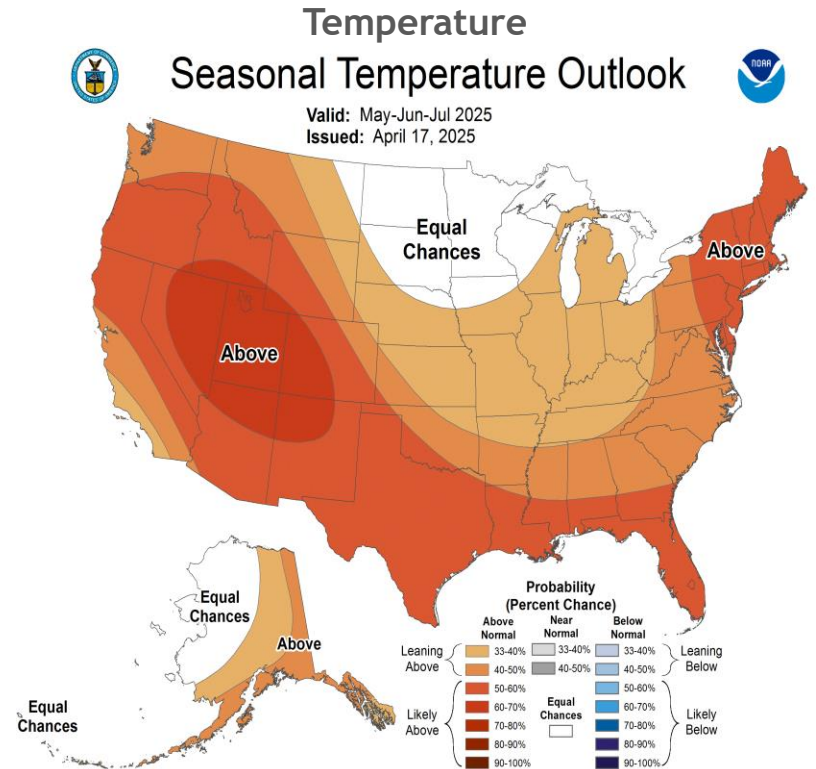 Temperature
NOAA
Seasonal Temperature Outlook
Valid: May-Jun-Jul 2025
Issued: April 17, 2025
Equal
Chances
Above
Above
Equal
Chances
Above
Equal
Chances
Probability
(Percent Chance)
Above
Normal
Near
Normal
Below
Normal
Leaning
Above
33-40%
40-50%
33-40%
40-50%
33-40%
40-50%
Leaning
Below
Likely
Above
50-60%
60-70%
70-80%
80-90%
90-100%
Equal
Chances
50-60%
60-70%
70-80%
80-90%
90-100%
Likely
Below